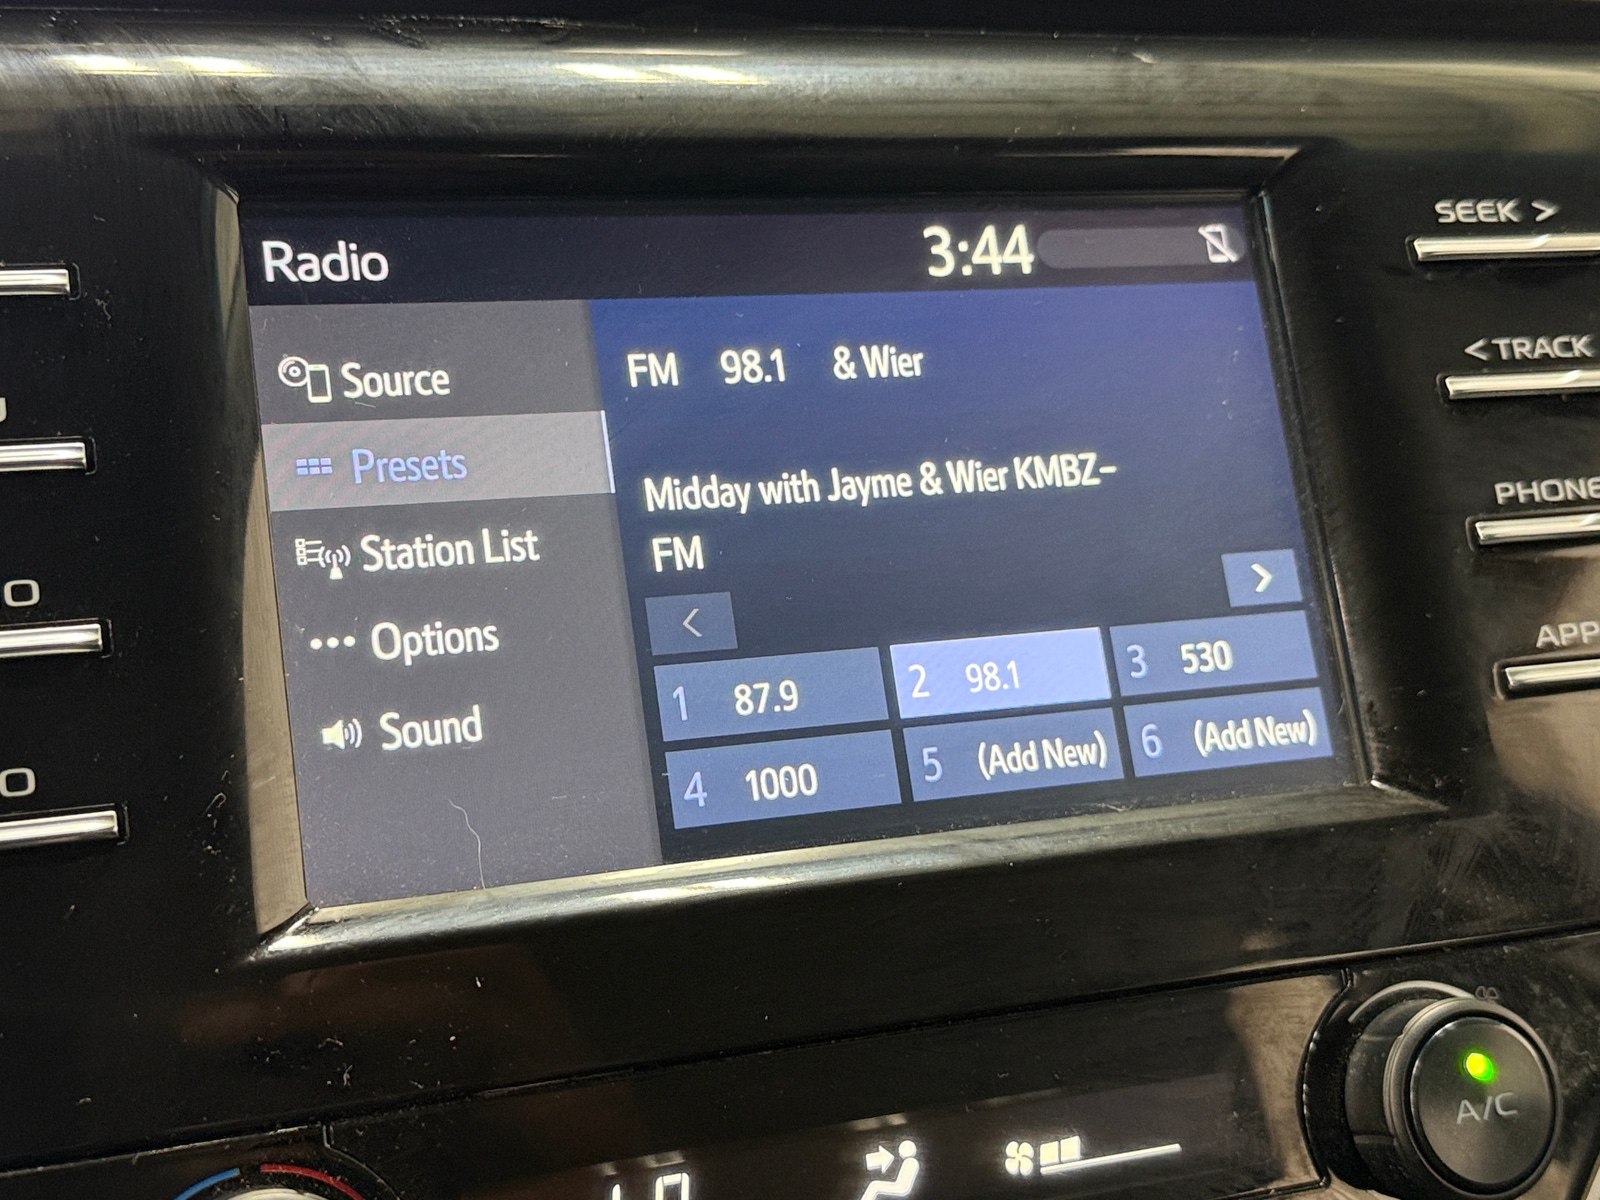 Radio
3:44
Source
Presets
Station List
Options
Sound
FM 98.1 & Wier
Midday with Jayme & Wier KMBZ-
FM
<
>
1 87.9
2 98.1
3 530
4 1000
5 (Add New)
6 (Add New)
SEEK >
< TRACK
PHONE
APP
O
O
A/C